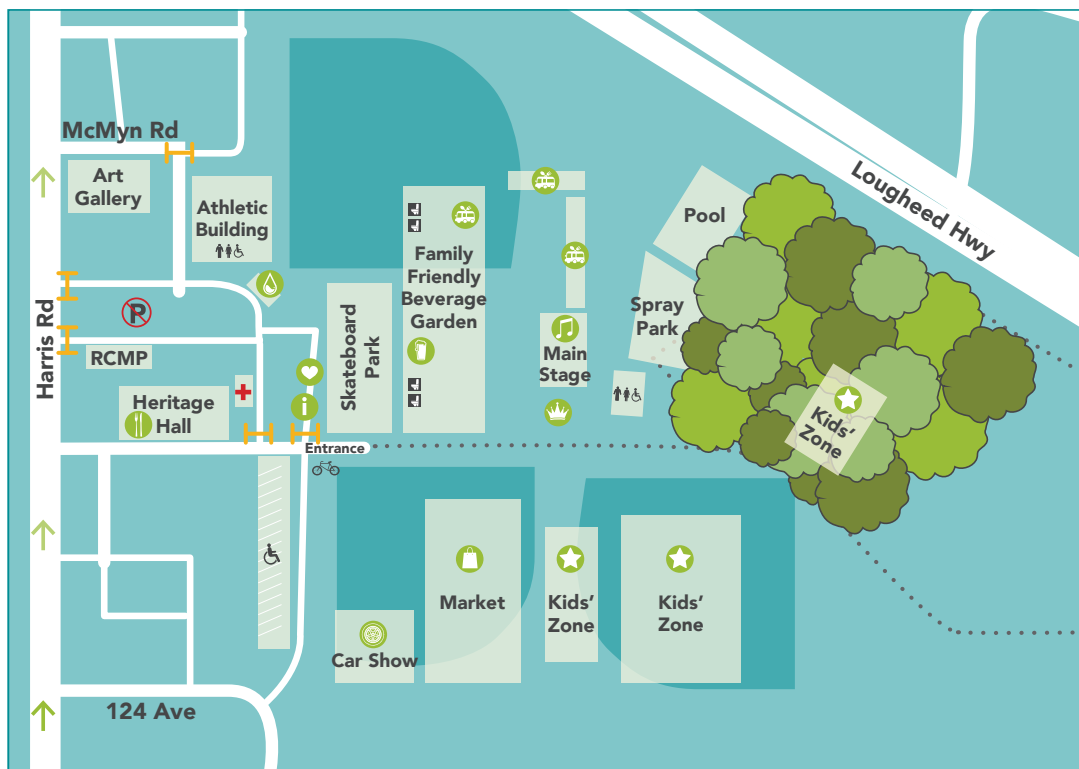 McMyn Rd
Art
Gallery
Athletic
Building
Harris Rd
P
RCMP
Heritage
Hall
i
Skateboard
Park
Family
Friendly
Beverage
Garden
Main
Stage
Pool
Spray
Park
Lougheed Hwy
Kids'
Zone
Entrance
Market
Kids'
Zone
Kids'
Zone
Car Show
124 Ave